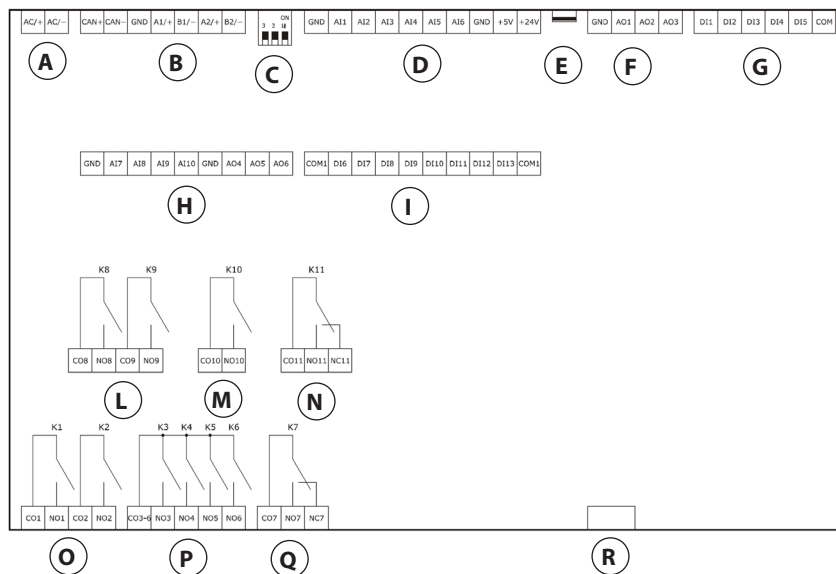 AC/+ AC/− CAN+ CAN− GND A1/+ B1/− A2/+ B2/− ON GND AI1 AI2 AI3 AI4 AI5 AI6 GND +5V +24V GND AO1 AO2 AO3 DI1 DI2 DI3 DI4 DI5 COM
3 2 1
A B C D E F G
GND AI7 AI8 AI9 AI10 GND AO4 AO5 AO6 COM1 DI6 DI7 DI8 DI9 DI10 DI11 DI12 DI13 COM1
H I
K8 K9 K10 K11
CO8 NO8 CO9 NO9 CO10 NO10 CO11 NO11 NC11
L M N
K1 K2 K3 K4 K5 K6 K7
CO1 NO1 CO2 NO2 CO3-6 NO3 NO4 NO5 NO6 CO7 NO7 NC7
O P Q R